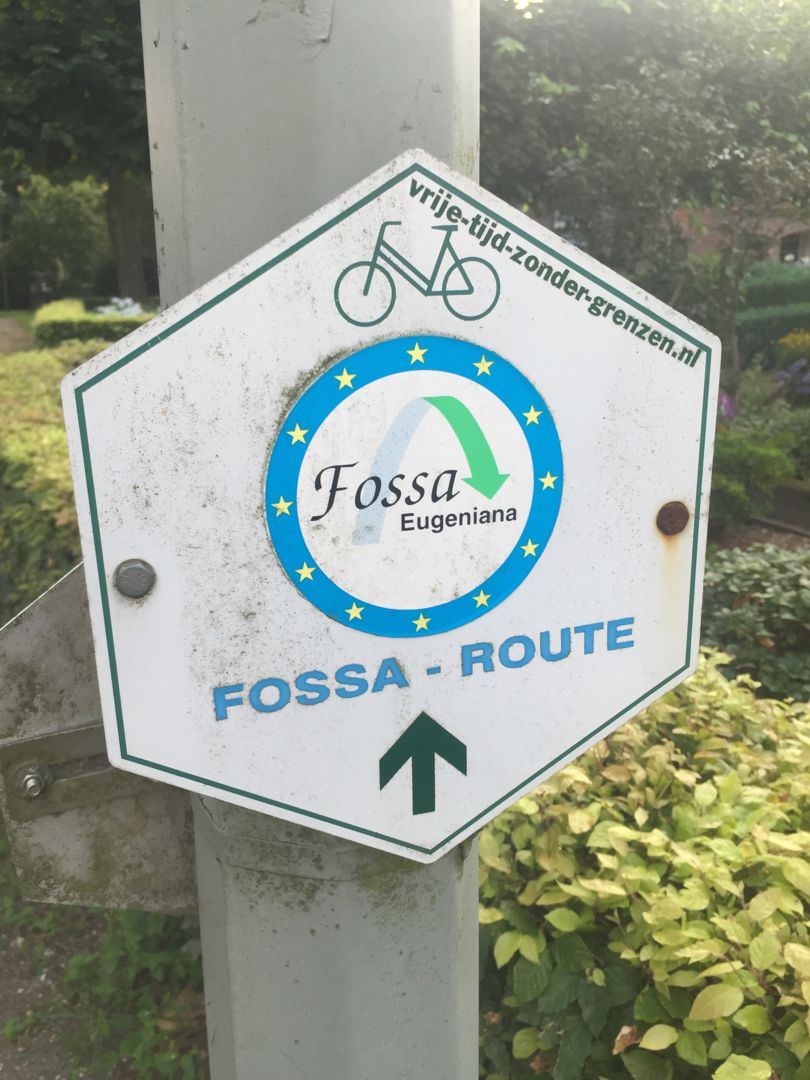 vrije-tijd-zonder-grenzen.nl
Fossa
Eugeniana
FOSSA - ROUTE